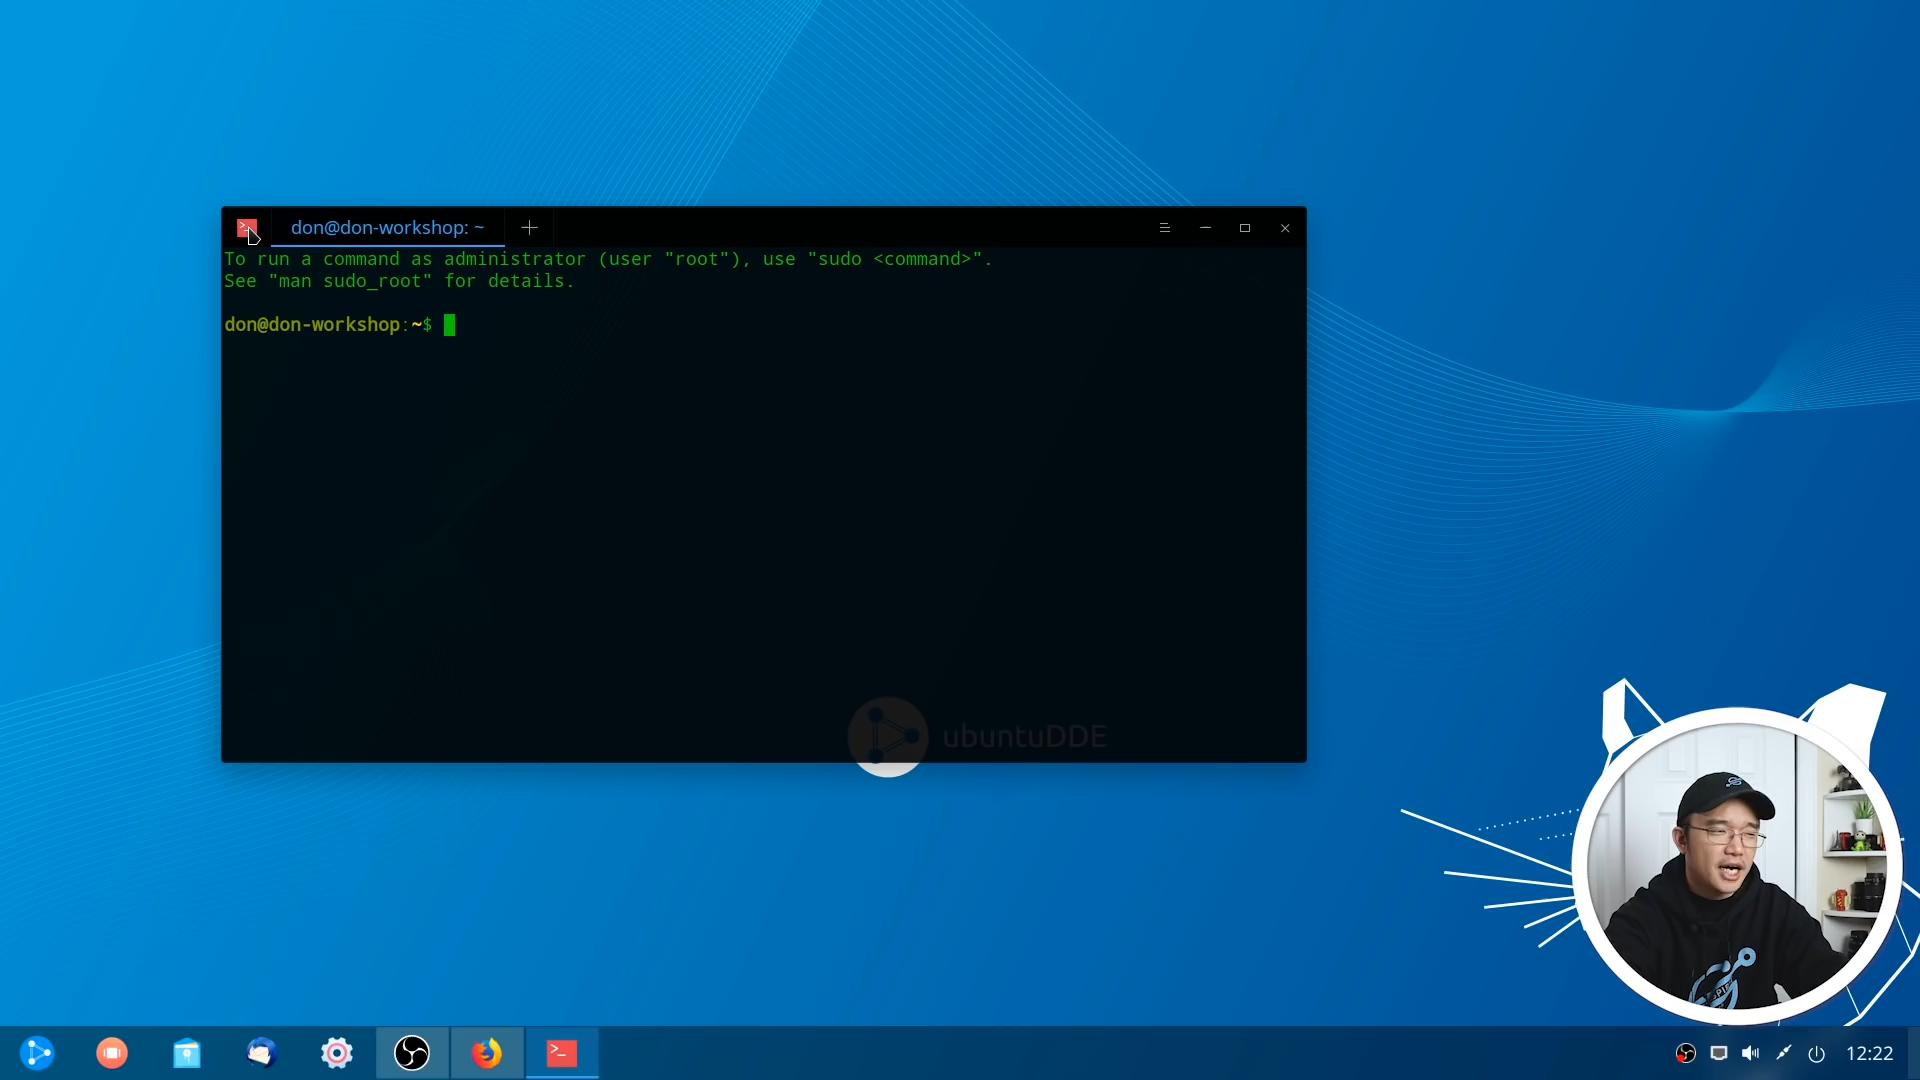 don@don-workshop: ~
To run a command as administrator (user "root"), use "sudo <command>".
See "man sudo_root" for details.
don@don-workshop:~$
ubuntuDDE
12:22